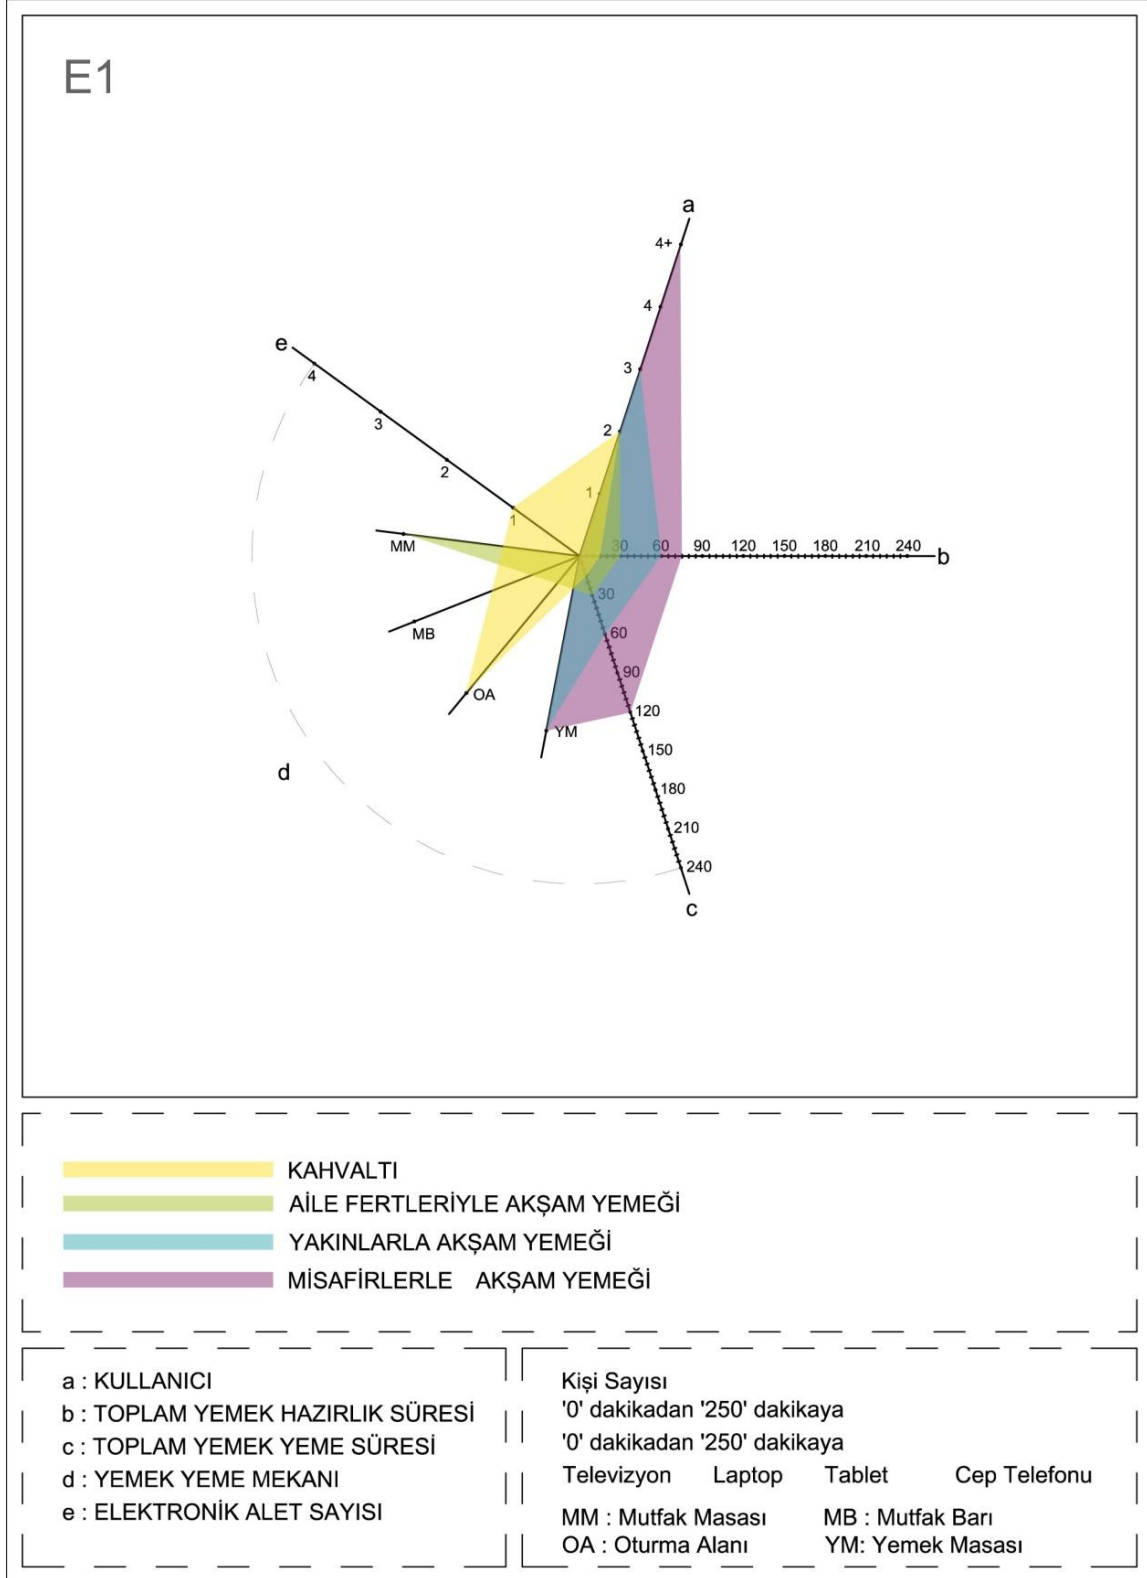 E1
a
4+
4
3
2
1
e
4
3
2
1
MM
MB
OA
YM
d
30 60 90 120 150 180 210 240 b
30
60
90
120
150
180
210
240
c
KAHVALTI
AİLE FERTLERİYLE AKŞAM YEMEĞİ
YAKINLARLA AKŞAM YEMEĞİ
MİSAFİRLERLE AKŞAM YEMEĞİ
a : KULLANICI
b : TOPLAM YEMEK HAZIRLIK SÜRESİ
c : TOPLAM YEMEK YEME SÜRESİ
d : YEMEK YEME MEKANI
e : ELEKTRONİK ALET SAYISI
Kişi Sayısı
'0' dakikadan '250' dakikaya
'0' dakikadan '250' dakikaya
Televizyon Laptop Tablet Cep Telefonu
MM : Mutfak Masası MB : Mutfak Barı
OA : Oturma Alanı YM: Yemek Masası